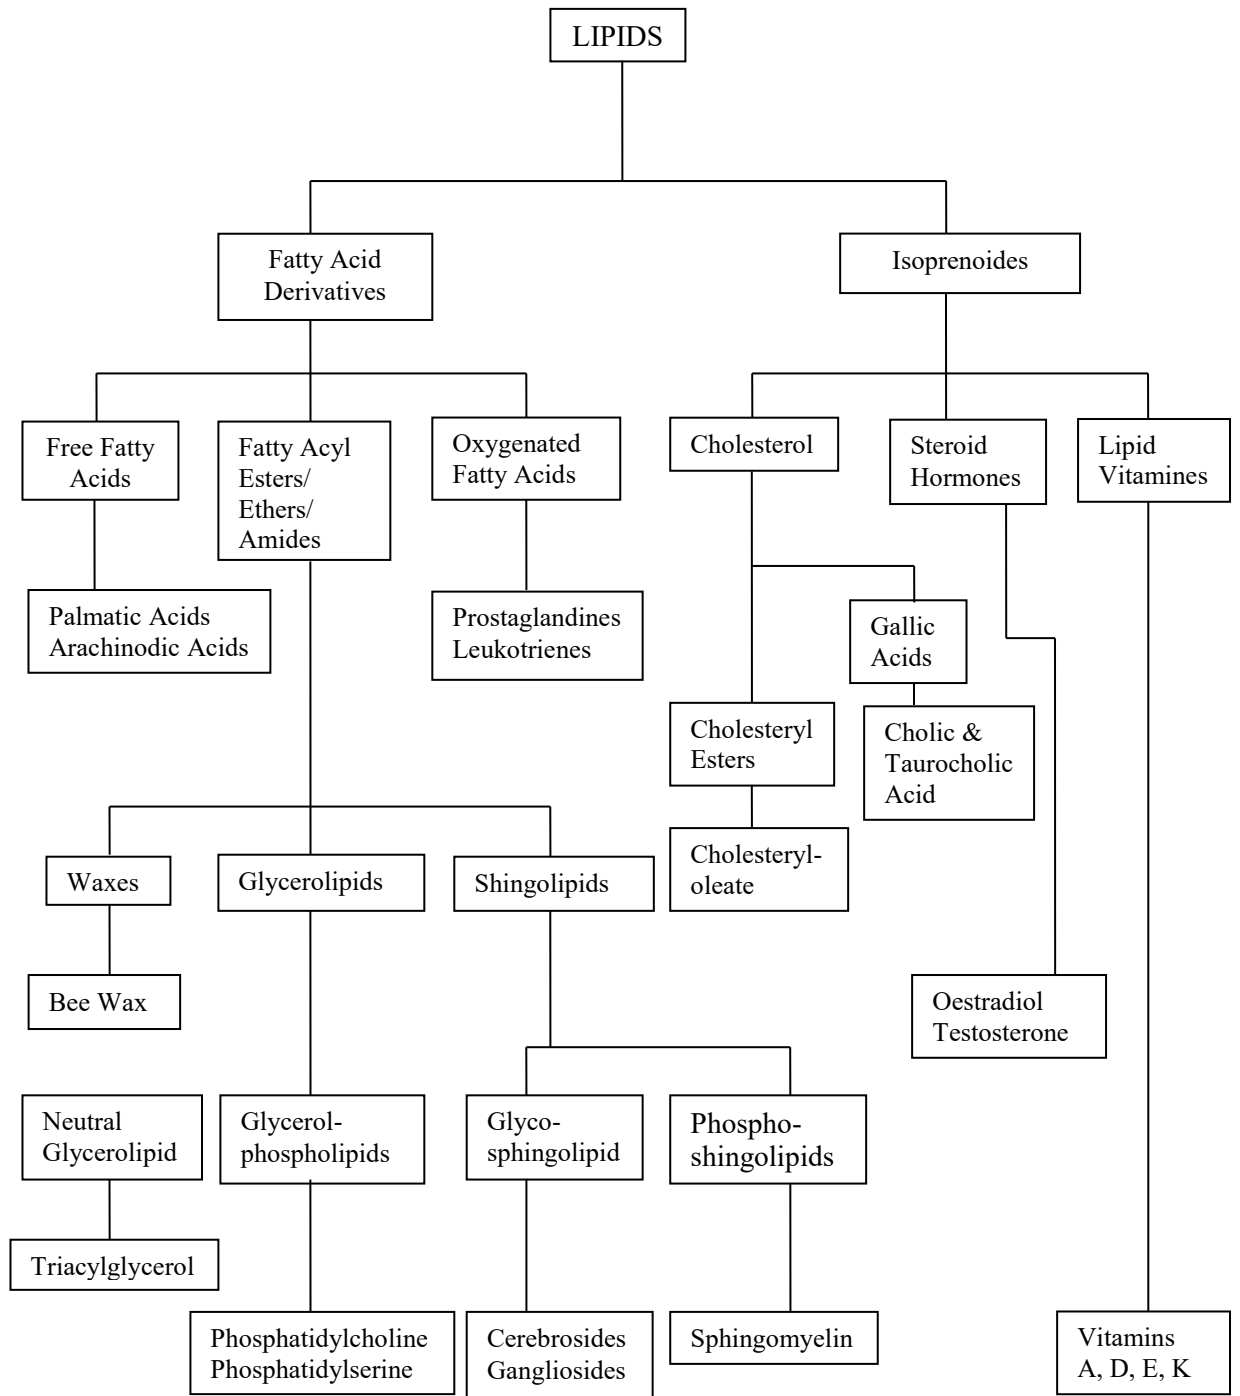 LIPIDS
Fatty Acid
Derivatives
Isoprenoides
Free Fatty
Acids
Fatty Acyl
Esters/
Ethers/
Amides
Oxygenated
Fatty Acids
Cholesterol
Steroid
Hormones
Lipid
Vitamines
Palmatic Acids
Arachinodic Acids
Prostaglandines
Leukotrienes
Gallic
Acids
Cholesteryl
Esters
Cholic &
Taurocholic
Acid
Waxes
Glycerolipids
Shingolipids
Cholesteryl-
oleate
Bee Wax
Oestradiol
Testosterone
Neutral
Glycerolipid
Glycerol-
phospholipids
Glyco-
sphingolipid
Phospho-
shingolipids
Triacylglycerol
Phosphatidylcholine
Phosphatidylserine
Cerebrosides
Gangliosides
Sphingomyelin
Vitamins
A, D, E, K